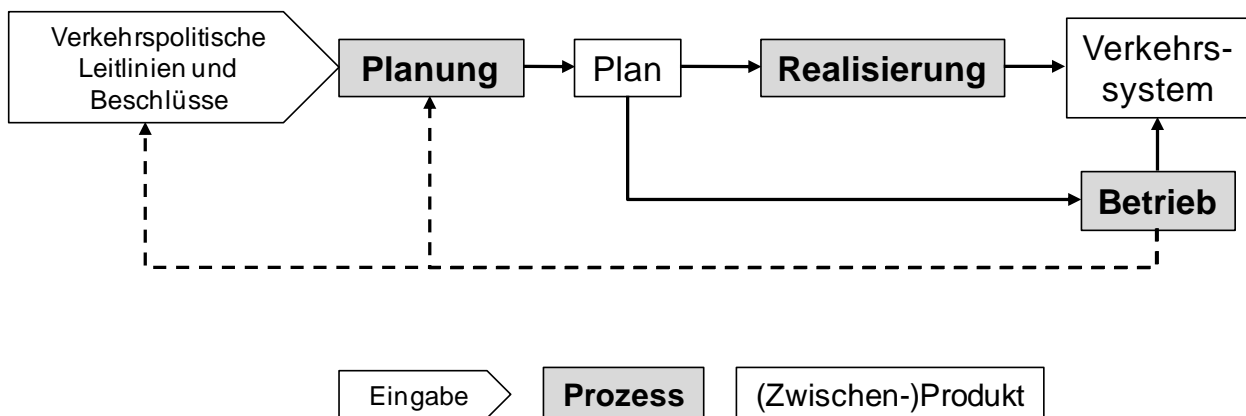 Verkehrspolitische
Leitlinien und
Beschlüsse
Planung
Plan
Realisierung
Verkehrs-
system
Betrieb
Eingabe
Prozess
(Zwischen-)Produkt